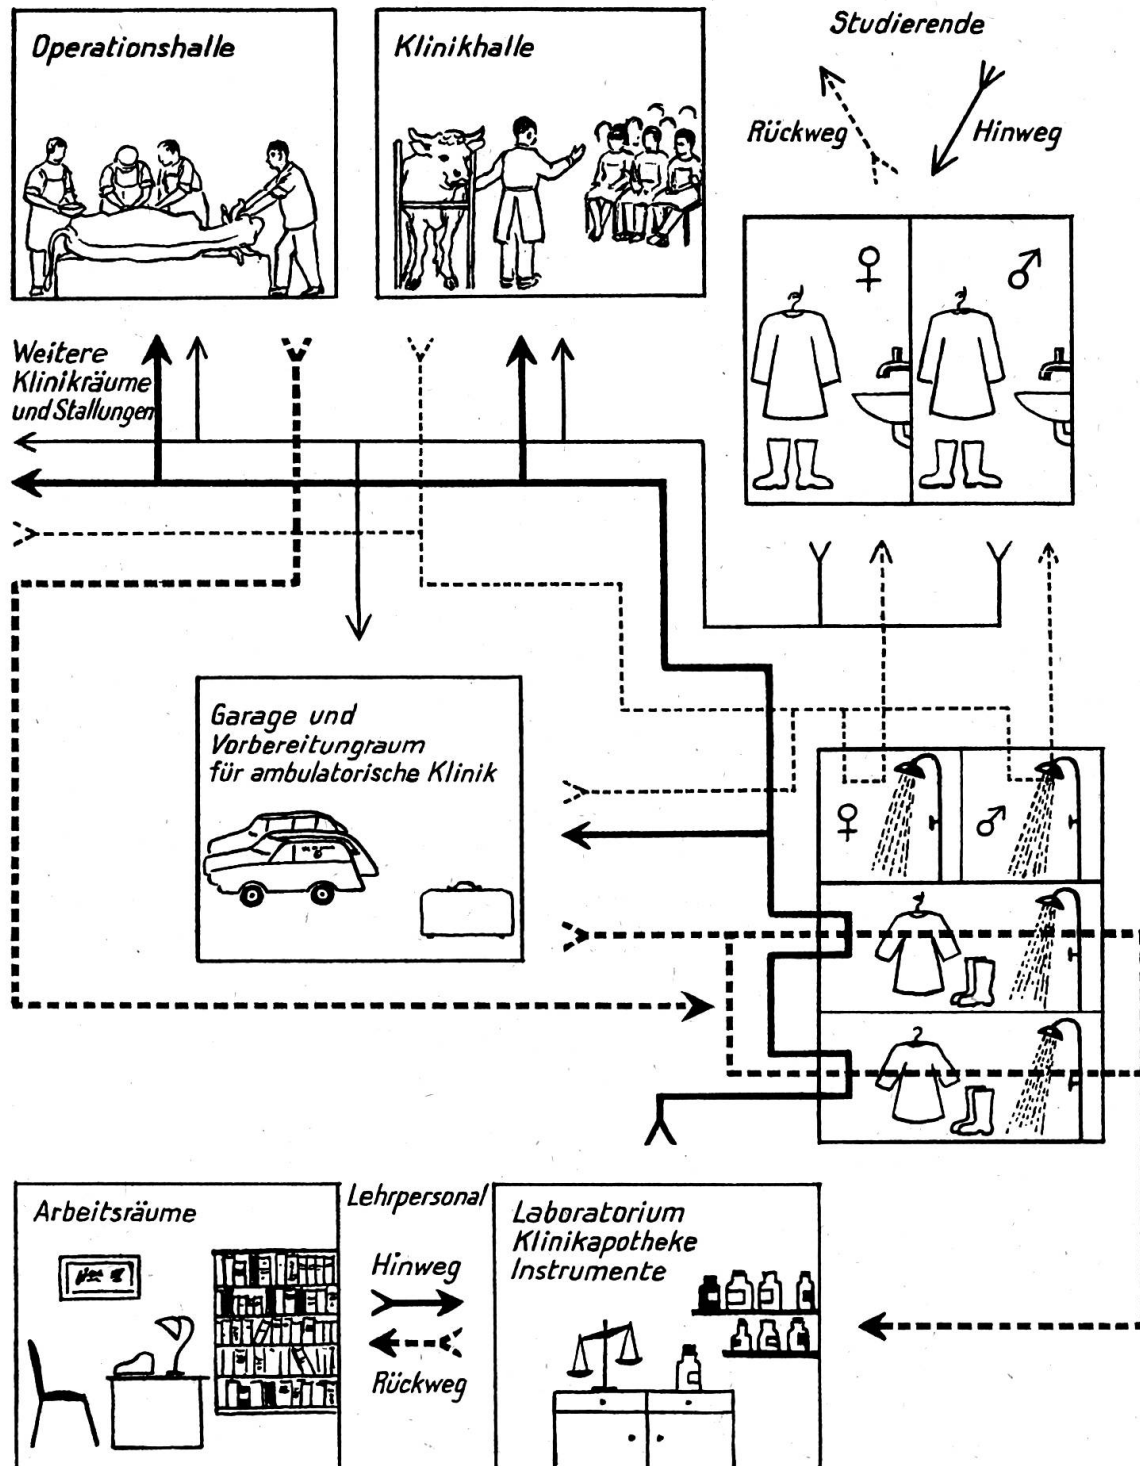 Operationshalle
Klinikhalle
Studierende
Rückweg
Hinweg
♀
♂
Weitere
Klinikräume
und Stallungen
Garage und
Vorbereitungraum
für ambulatorische Klinik
♀
♂
Arbeitsräume
Lehrpersonal
Hinweg
Rückweg
Laboratorium
Klinikapotheke
Instrumente